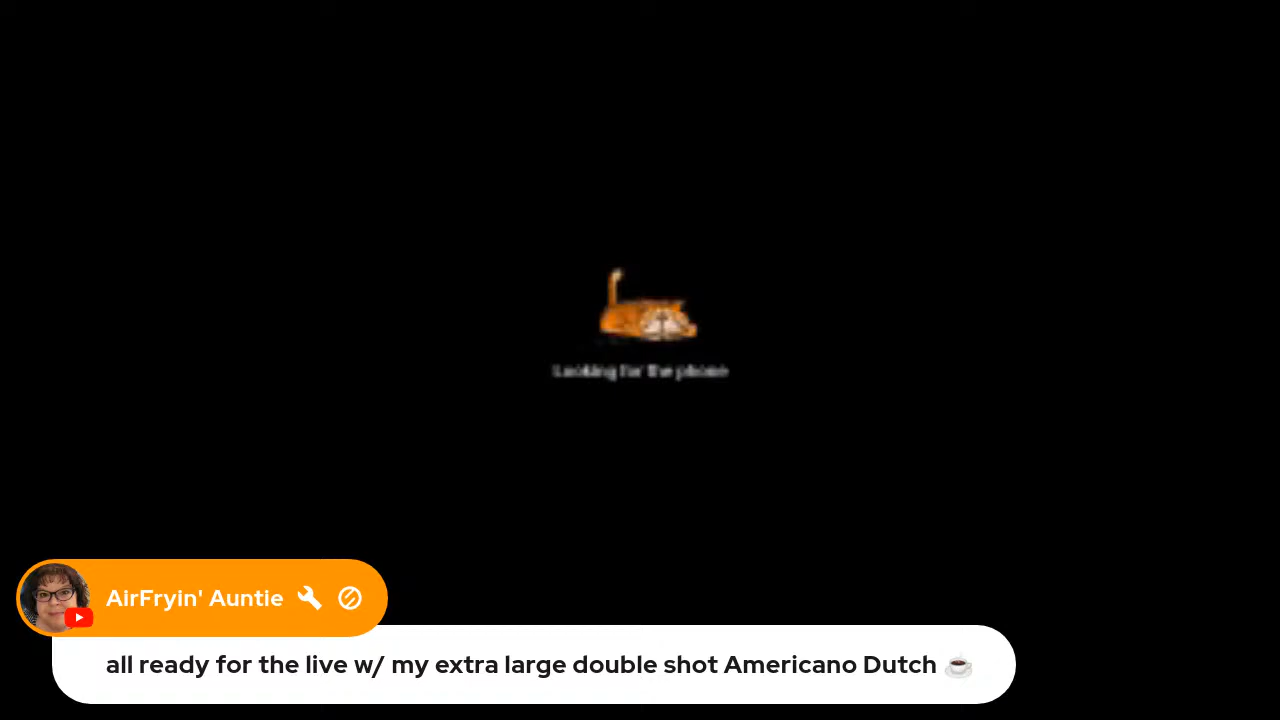 Looking for the phone
AirFryin' Auntie
all ready for the live w/ my extra large double shot Americano Dutch ☕